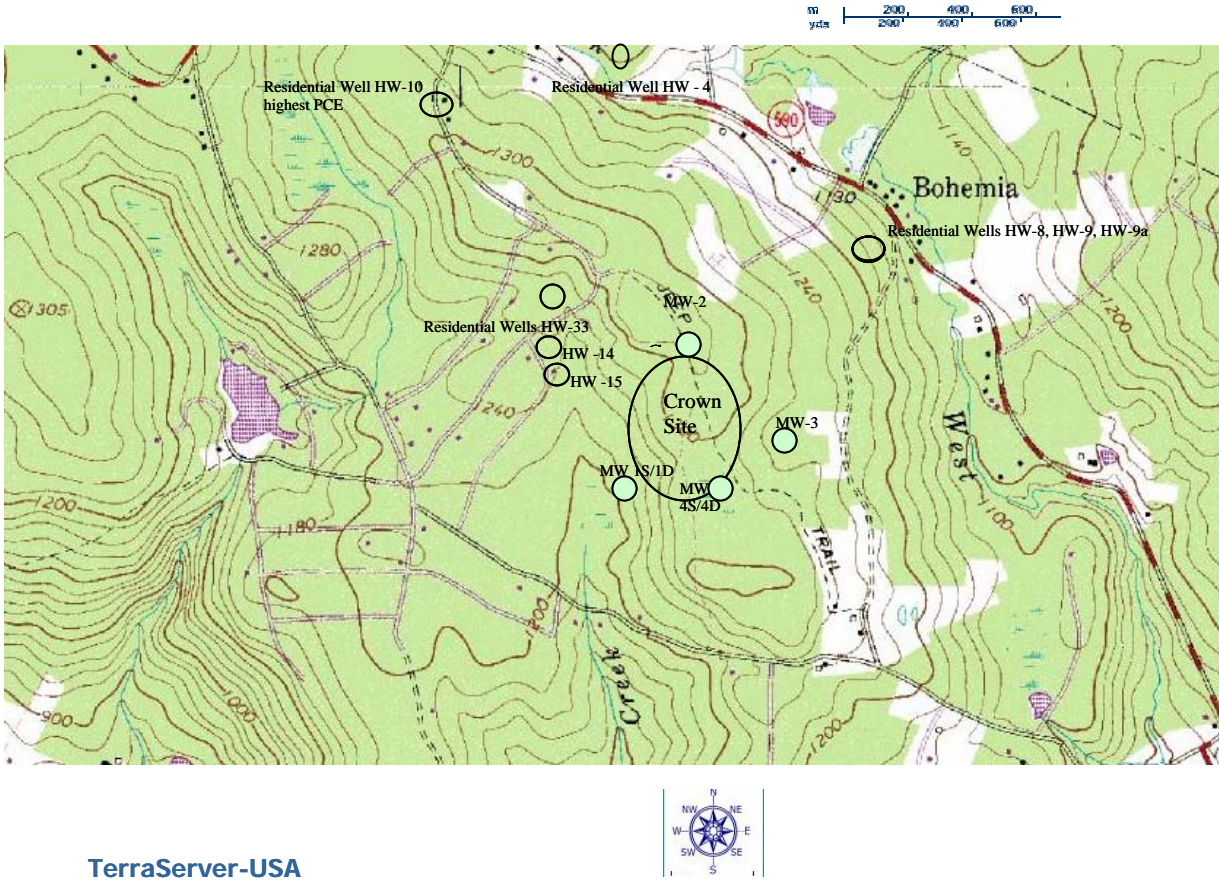 m 200 400 600
yds 200 400 600
Residential Well HW-10
highest PCE
Residential Well HW - 4
590
1300
1140
Bohemia
1130
Residential Wells HW-8, HW-9, HW-9a
1280
1240
1305
JEEP
MW-2
1200
Residential Wells HW-33
HW -14
HW -15
240
Crown
Site
MW-3
West
MW 1S/1D
MW
4S/4D
1200
1180
1100
TRAIL
1200
Creek
900
1000
1200
N
NW NE
W E
SW SE
S
TerraServer-USA